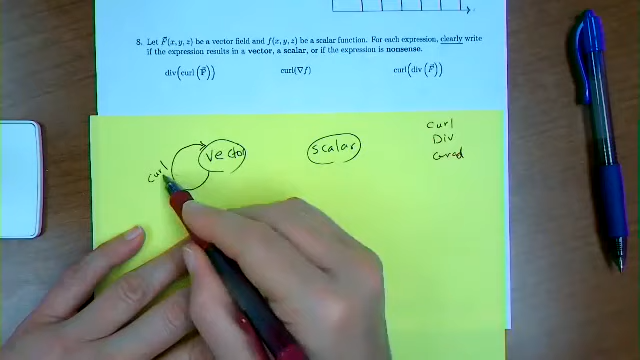 8. Let F⃗(x, y, z) be a vector field and f(x, y, z) be a scalar function. For each expression, clearly write
if the expression results in a vector, a scalar, or if the expression is nonsense.
div(curl (F⃗)) curl(∇f) curl(div (F⃗))
curl
Div
Grad
vector scalar
curl